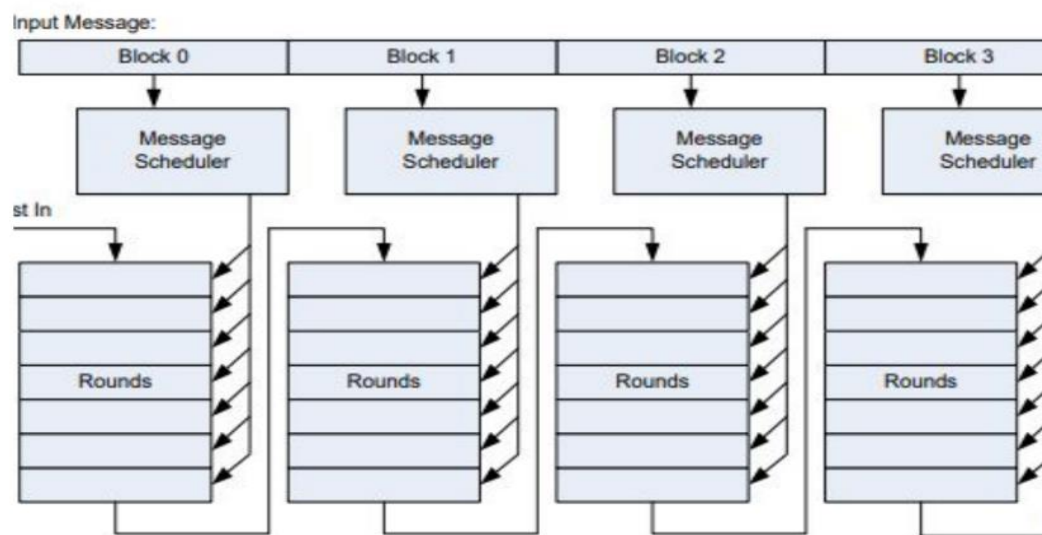 Input Message:
Block 0 Block 1 Block 2 Block 3
Message Scheduler Message Scheduler Message Scheduler Message Scheduler
st In
Rounds Rounds Rounds Rounds